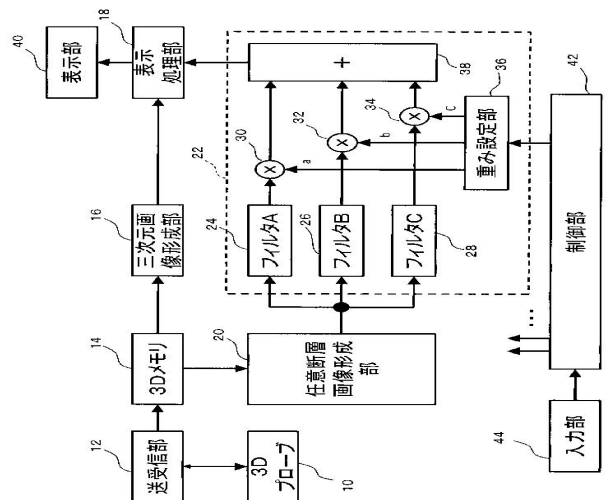 12
送受信部
14
3Dメモリ
16
三次元画
像形成部
18
表示
処理部
40
表示部
3D
プローブ
10
20
任意断層
画像形成
部
22
24
フィルタA
26
フィルタB
フィルタC
28
30
×
32
×
34
×
a
b
C
+
38
36
重み設定部
44
入力部
…
制御部
42